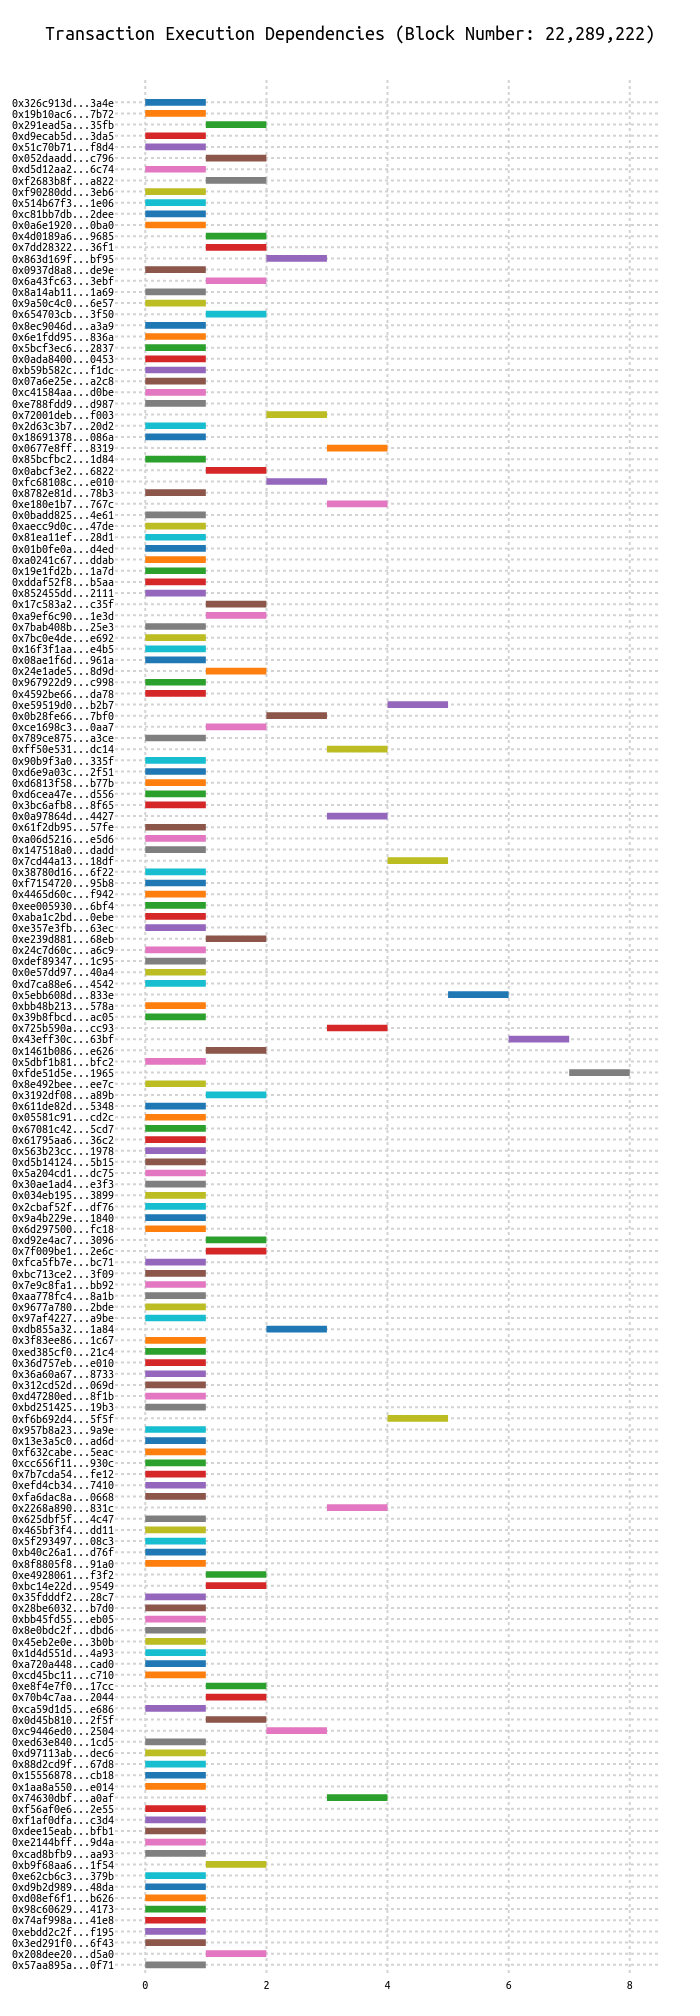 Transaction Execution Dependencies (Block Number: 22,289,222)
0x326c913d...3a4e
0x19b10ac6...7b72
0x291ead5a...35fb
0xd9ecab5d...3da5
0x51c70b71...f8d4
0x052daadd...c796
0xd5d12aa2...6c74
0xf2683b8f...a822
0xf90280dd...3eb6
0x514b67f3...1e06
0xc81bb7db...2dee
0x0a6e1920...0ba0
0x4d0189a6...9685
0x7dd28322...36f1
0x863d169f...bf95
0x0937d8a8...de9e
0x6a43fc63...3ebf
0x8a14ab11...1a69
0x9a50c4c0...6e57
0x654703cb...3f50
0x8ec9046d...a3a9
0x6e1fdd95...836a
0x5bcf3ec6...2837
0x0ada8400...0453
0xb59b582c...f1dc
0x07a6e25e...a2c8
0xc41584aa...d0be
0xe788fdd9...d987
0x72001deb...f003
0x2d63c3b7...20d2
0x18691378...086a
0x0677e8ff...8319
0x85bcfbc2...1d84
0x0abcf3e2...6822
0xfc68108c...e010
0x8782e81d...78b3
0xe180e1b7...767c
0x0badd825...4e61
0xaecc9d0c...47de
0x81ea11ef...28d1
0x01b0fe0a...d4ed
0xa0241c67...ddab
0x19e1fd2b...1a7d
0xddaf52f8...b5aa
0x852455dd...2111
0x17c583a2...c35f
0xa9ef6c90...1e3d
0x7bab408b...25e3
0x7bc0e4de...e692
0x16f3f1aa...e4b5
0x08ae1f6d...961a
0x24e1ade5...8d9d
0x967922d9...c998
0x4592be66...da78
0xe59519d0...b2b7
0x0b28fe66...7bf0
0xce1698c3...0aa7
0x789ce875...a3ce
0xff50e531...dc14
0x90b9f3a0...335f
0xd6e9a03c...2f51
0xd6813f58...b77b
0xd6cea47e...d556
0x3bc6afb8...8f65
0x0a97864d...4427
0x61f2db95...57fe
0xa06d5216...e5d6
0x147518a0...dadd
0x7cd44a13...18df
0x38780d16...6f22
0xf7154720...95b8
0x4465d60c...f942
0xee005930...6bf4
0xaba1c2bd...0ebe
0xe357e3fb...63ec
0xe239d881...68eb
0x24c7d60c...a6c9
0xdef89347...1c95
0x0e57dd97...40a4
0xd7ca88e6...4542
0x5ebb608d...833e
0xbb48b213...578a
0x39b8fbcd...ac05
0x725b590a...cc93
0x43eff30c...63bf
0x1461b086...e626
0x5dbf1b81...bfc2
0xfde51d5e...1965
0x8e492bee...ee7c
0x3192df08...a89b
0x611de82d...5348
0x05581c91...cd2c
0x67081c42...5cd7
0x61795aa6...36c2
0x563b23cc...1978
0xd5b14124...5b15
0x5a204cd1...dc75
0x30ae1ad4...e3f3
0x034eb195...3899
0x2cbaf52f...df76
0x9a4b229e...1840
0x6d297500...fc18
0xd92e4ac7...3096
0x7f009be1...2e6c
0xfca5fb7e...bc71
0xbc713ce2...3f09
0x7e9c8fa1...bb92
0xaa778fc4...8a1b
0x9677a780...2bde
0x97af4227...a9be
0xdb855a32...1a84
0x3f83ee86...1c67
0xed385cf0...21c4
0x36d757eb...e010
0x36a60a67...8733
0x312cd52d...069d
0xd47280ed...8f1b
0xbd251425...19b3
0xf6b692d4...5f5f
0x957b8a23...9a9e
0x13e3a5c0...ad6d
0xf632cabe...5eac
0xcc656f11...930c
0x7b7cda54...fe12
0xefd4cb34...7410
0xfa6dac8a...0668
0x2268a890...831c
0x625dbf5f...4c47
0x465bf3f4...dd11
0x5f293497...08c3
0xb40c26a1...d76f
0x8f8805f8...91a0
0xe4928061...f3f2
0xbc14e22d...9549
0x35fdddf2...28c7
0x28be6032...b7d0
0xbb45fd55...eb05
0x8e0bdc2f...dbd6
0x45eb2e0e...3b0b
0x1d4d551d...4a93
0xa720a448...cad0
0xcd45bc11...c710
0xe8f4e7f0...17cc
0x70b4c7aa...2044
0xca59d1d5...e686
0x0d45b810...2f5f
0xc9446ed0...2504
0xed63e840...1cd5
0xd97113ab...dec6
0x88d2cd9f...67d8
0x15556878...cb18
0x1aa8a550...e014
0x74630dbf...a0af
0xf56af0e6...2e55
0xf1af0dfa...c3d4
0xdee15eab...bfb1
0xe2144bff...9d4a
0xcad8bfb9...aa93
0xb9f68aa6...1f54
0xe62cb6c3...379b
0xd9b2d989...48da
0xd08ef6f1...b626
0x98c60629...4173
0x74af998a...41e8
0xebdd2c2f...f195
0x3ed291f0...6f43
0x208dee20...d5a0
0x57aa895a...0f71
0 2 4 6 8